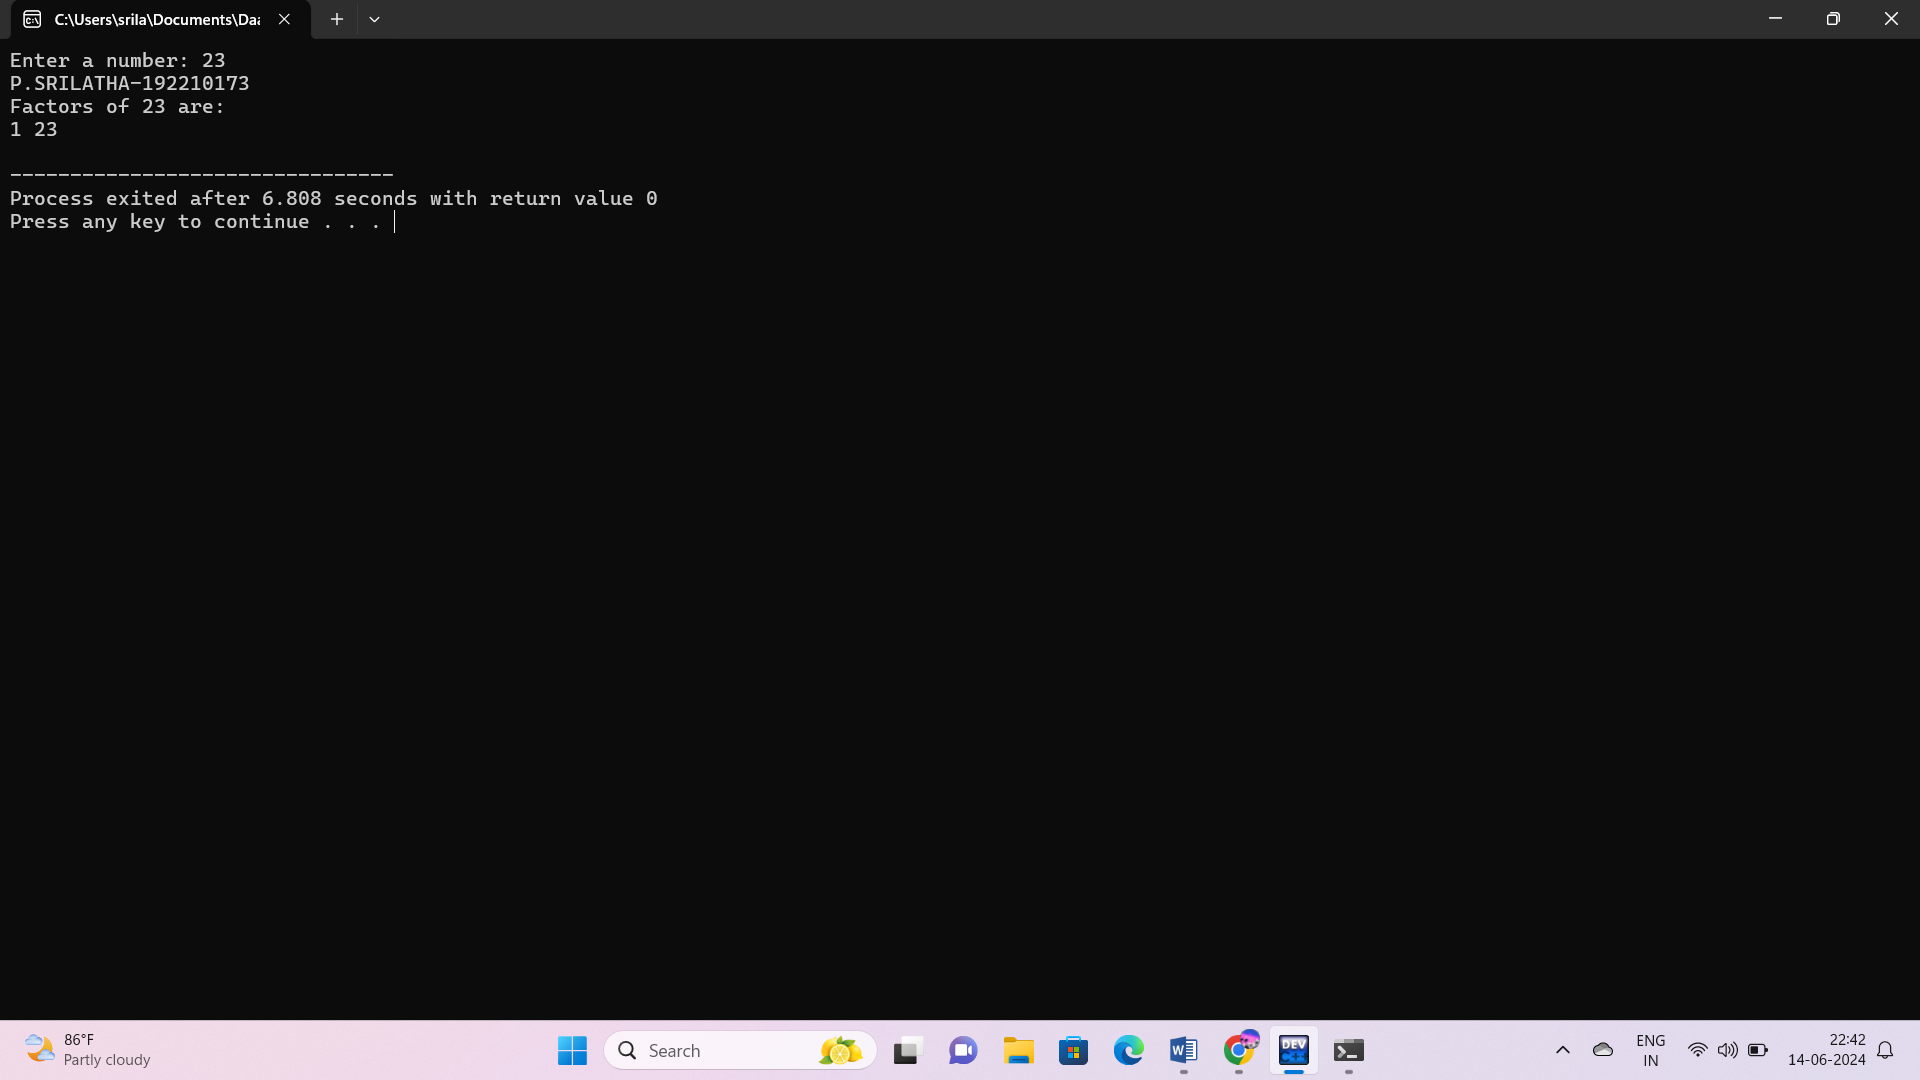 C:\Users\srila\Documents\Daa
Enter a number: 23
P.SRILATHA-192210173
Factors of 23 are:
1 23
--------------------------------
Process exited after 6.808 seconds with return value 0
Press any key to continue . . .
86°F
Partly cloudy
Search
W
DEV
C++
ENG
IN
22:42
14-06-2024